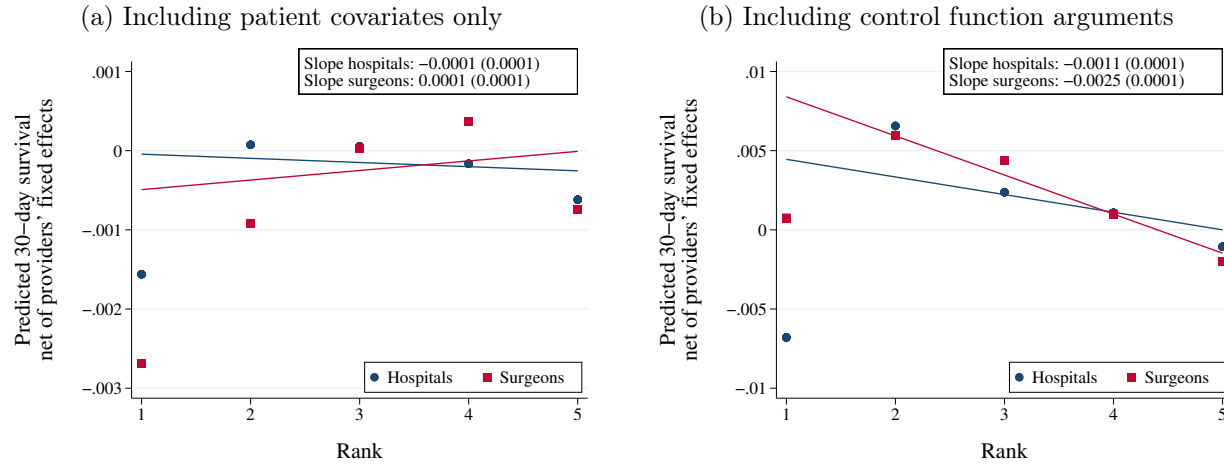 (a) Including patient covariates only
Slope hospitals: −0.0001 (0.0001)
Slope surgeons: 0.0001 (0.0001)
Predicted 30−day survival
net of providers' fixed effects
.001
0
−.001
−.002
−.003
Hospitals Surgeons
1 2 3 4 5
Rank
(b) Including control function arguments
Slope hospitals: −0.0011 (0.0001)
Slope surgeons: −0.0025 (0.0001)
Predicted 30−day survival
net of providers' fixed effects
.01
.005
0
−.005
−.01
Hospitals Surgeons
1 2 3 4 5
Rank